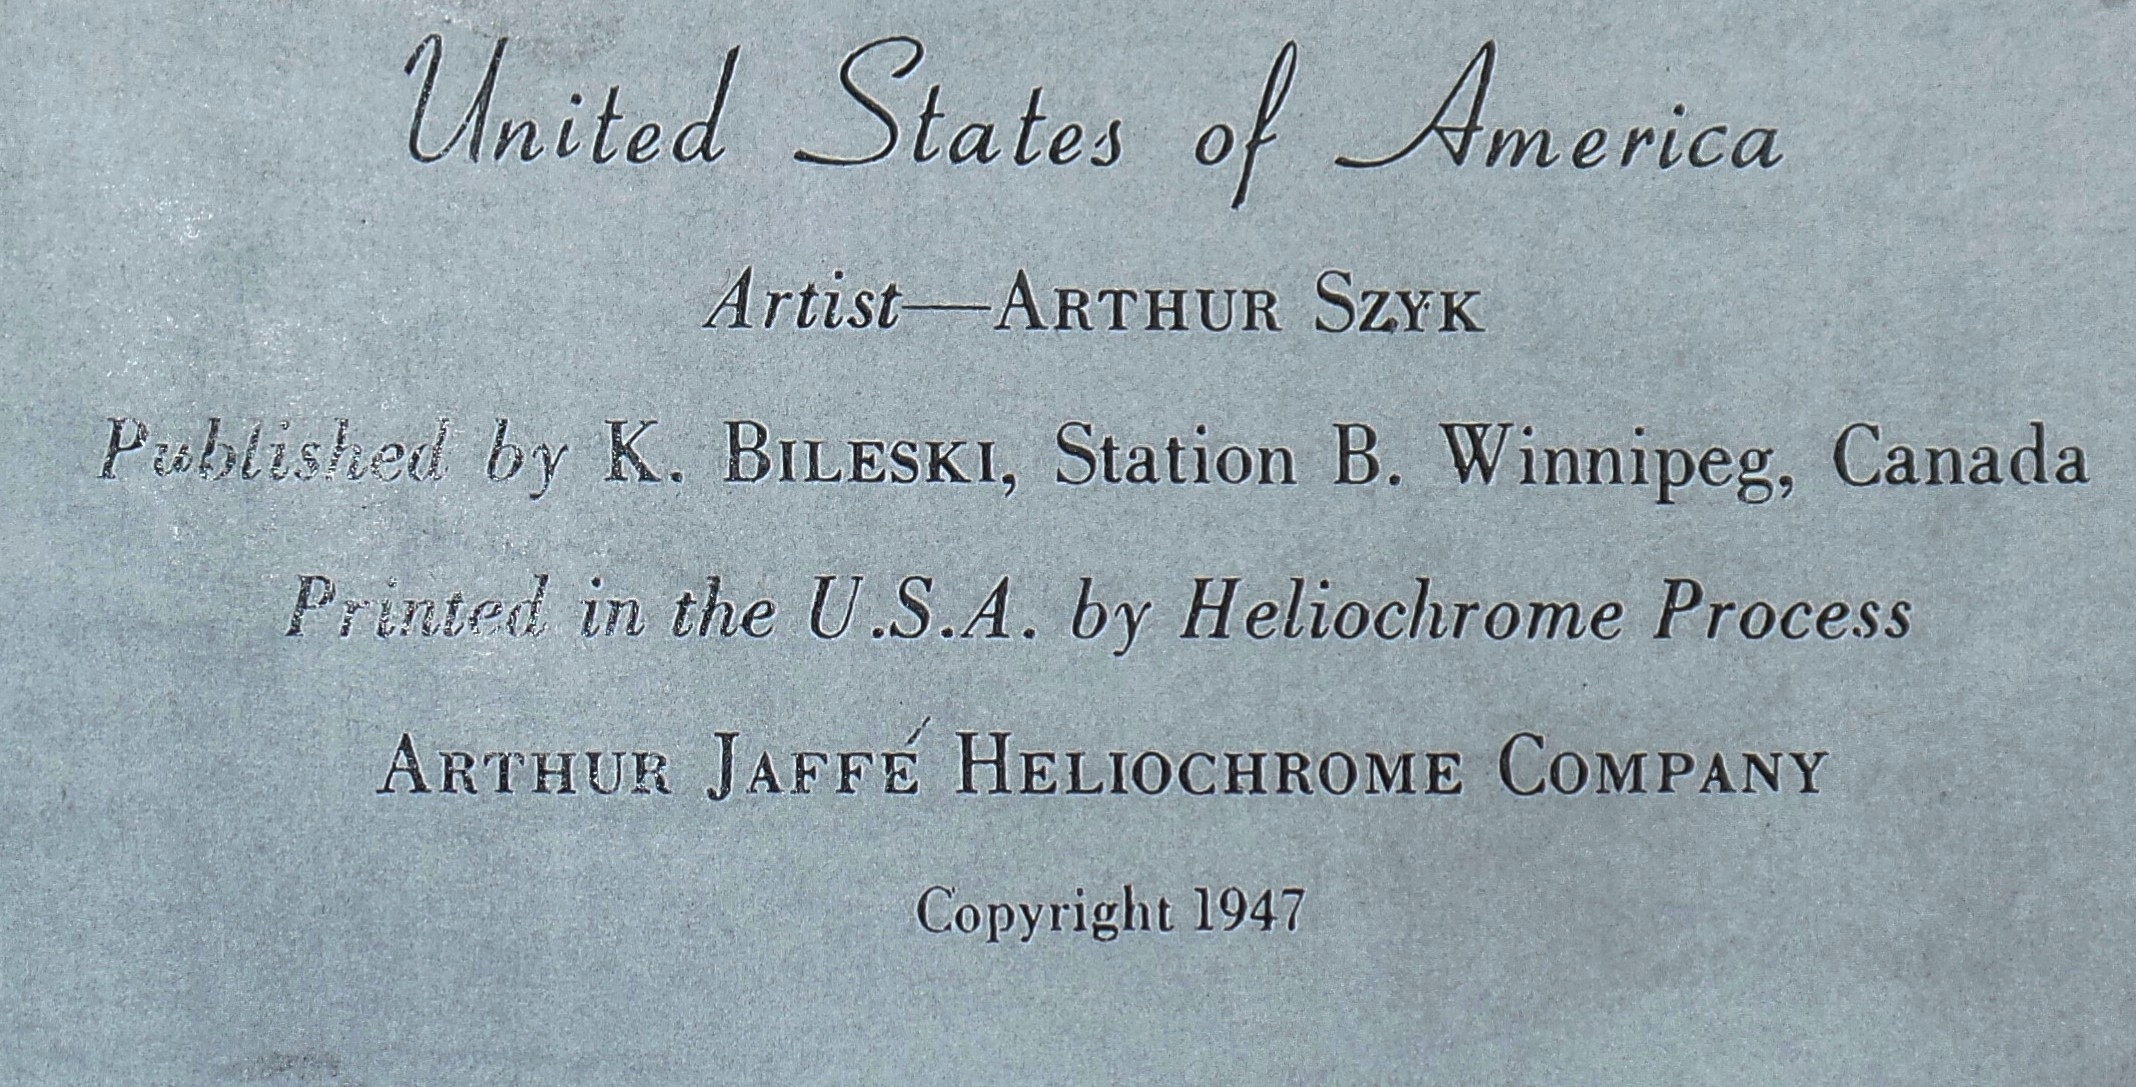 United States of America
Artist—ARTHUR SZYK
Published by K. BILESKI, Station B. Winnipeg, Canada
Printed in the U.S.A. by Heliochrome Process
ARTHUR JAFFÉ HELIOCHROME COMPANY
Copyright 1947